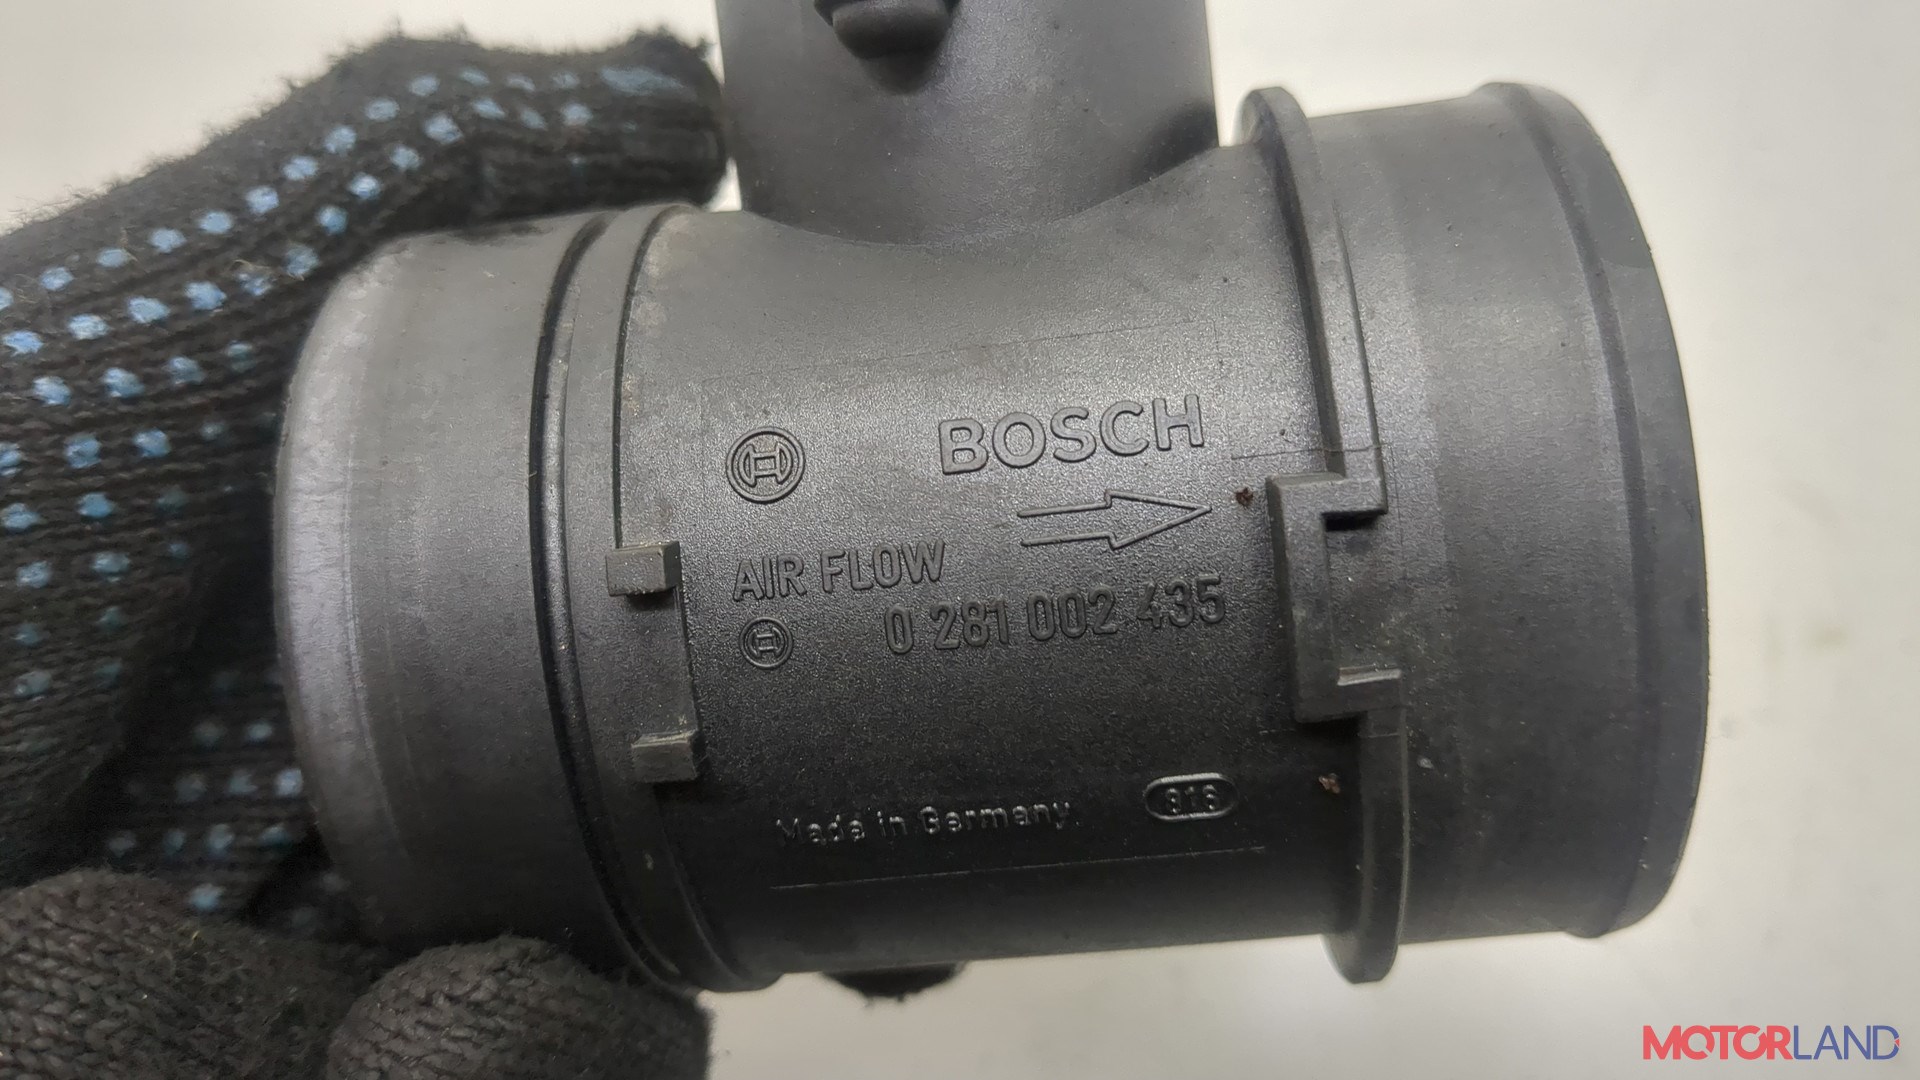 BOSCH
AIR FLOW
0 281 002 435
Made in Germany
816
MOTORLAND